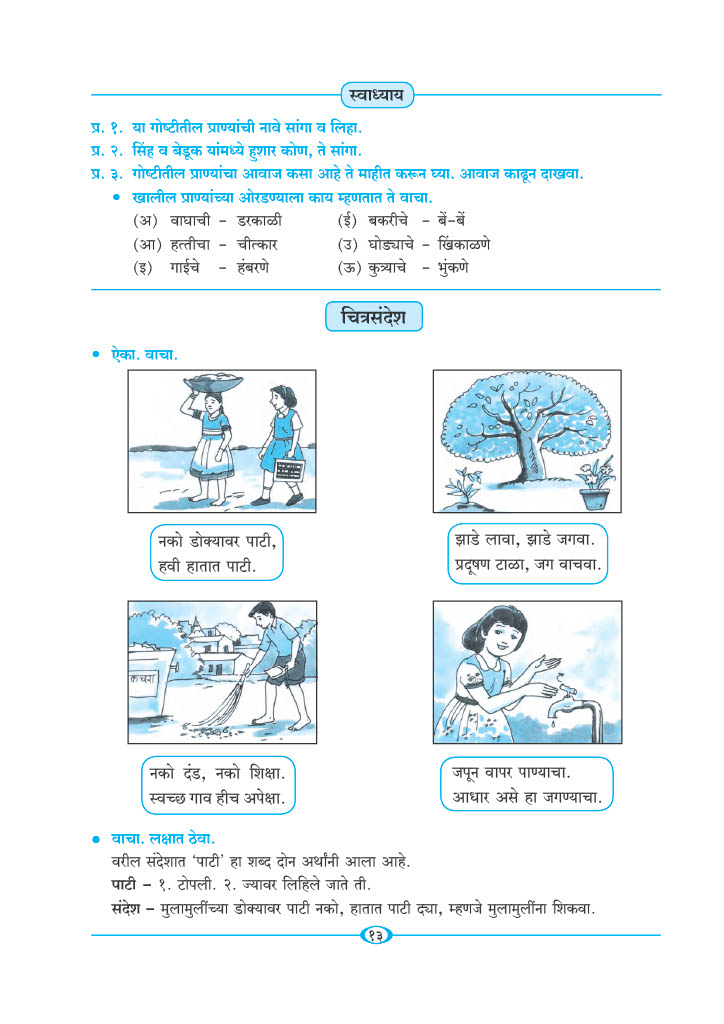 स्वाध्याय
प्र. १. या गोष्टीतील प्राण्यांची नावे सांगा व लिहा.
प्र. २. सिंह व बेडूक यांमध्ये हुशार कोण, ते सांगा.
प्र. ३. गोष्टीतील प्राण्यांचा आवाज कसा आहे ते माहीत करून घ्या. आवाज काढून दाखवा.
• खालील प्राण्यांच्या ओरडण्याला काय म्हणतात ते वाचा.
(अ) वाघाची – डरकाळी (ई) बकरीचे – बें-बें
(आ) हत्तीचा – चीत्कार (उ) घोड्याचे – खिंकाळणे
(इ) गाईचे – हंबरणे (ऊ) कुत्र्याचे – भुंकणे
चित्रसंदेश
• ऐका. वाचा.
नको डोक्यावर पाटी,
हवी हातात पाटी.
झाडे लावा, झाडे जगवा.
प्रदूषण टाळा, जग वाचवा.
कचरा
नको दंड, नको शिक्षा.
स्वच्छ गाव हीच अपेक्षा.
जपून वापर पाण्याचा.
आधार असे हा जगण्याचा.
• वाचा. लक्षात ठेवा.
वरील संदेशात ‘पाटी’ हा शब्द दोन अर्थांनी आला आहे.
पाटी – १. टोपली. २. ज्यावर लिहिले जाते ती.
संदेश – मुलामुलींच्या डोक्यावर पाटी नको, हातात पाटी द्या, म्हणजे मुलामुलींना शिकवा.
१३